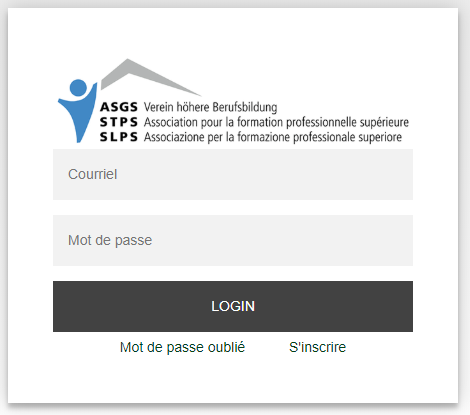 ASGS Verein höhere Berufsbildung
STPS Association pour la formation professionnelle supérieure
SLPS Associazione per la formazione professionale superiore
Courriel
Mot de passe
LOGIN
Mot de passe oublié S'inscrire